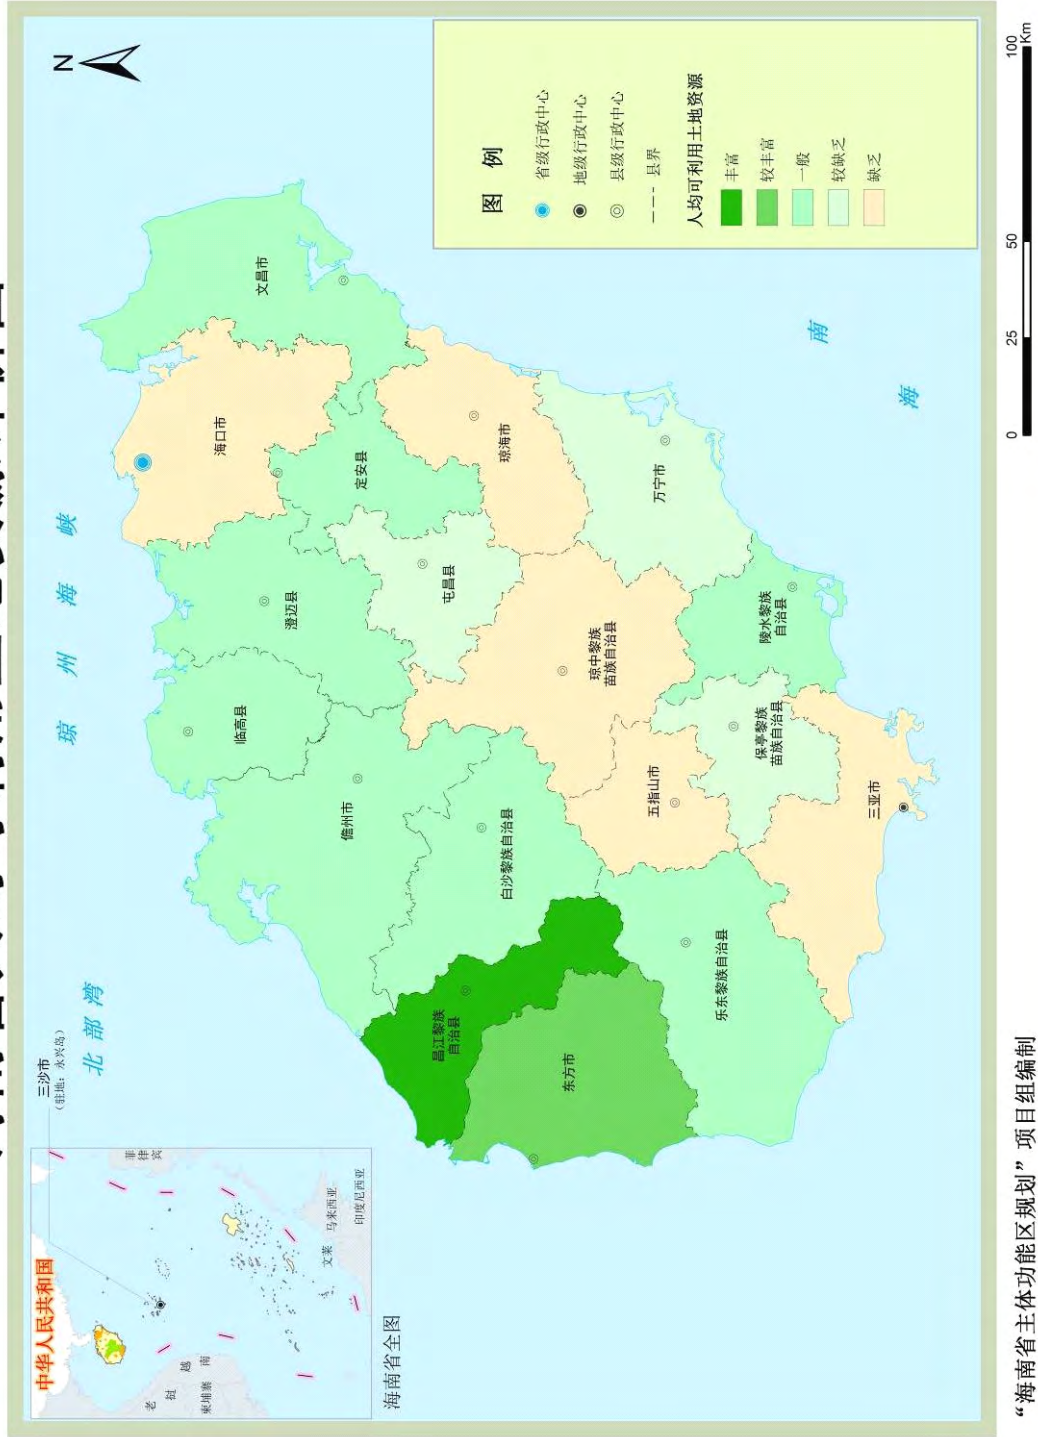 中华人民共和国
三沙市
（驻地：永兴岛）
老挝
越南
柬埔寨
菲律宾
文莱
马来西亚
印度尼西亚
海南省全图
N
琼州海峡
北部湾
南海
海口市
文昌市
临高县
澄迈县
定安县
儋州市
屯昌县
琼海市
白沙黎族自治县
昌江黎族
自治县
琼中黎族
苗族自治县
万宁市
东方市
五指山市
乐东黎族自治县
保亭黎族
苗族自治县
陵水黎族
自治县
三亚市
图例
省级行政中心
地级行政中心
县级行政中心
县界
人均可利用土地资源
丰富
较丰富
一般
较缺乏
缺乏
“海南省主体功能区规划”项目组编制
0 25 50 100
Km